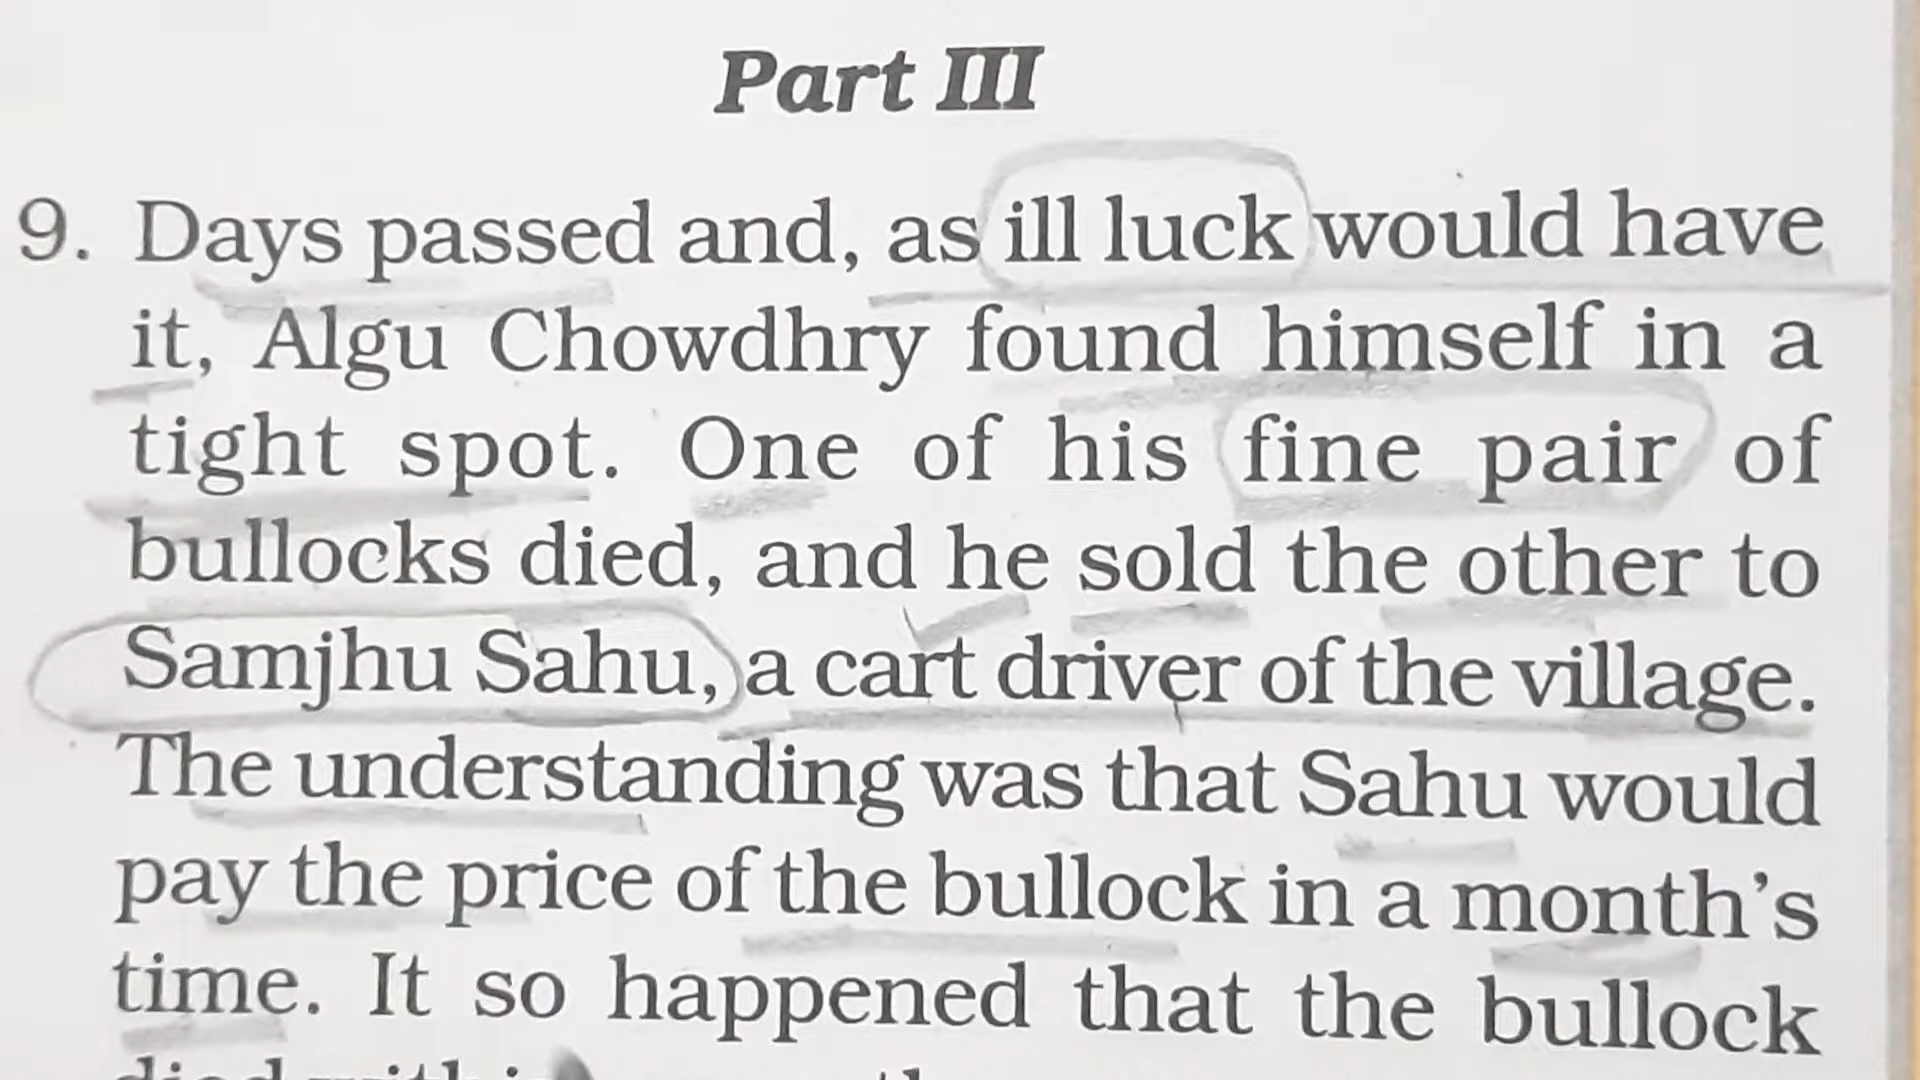 Part III
9. Days passed and, as ill luck would have
it, Algu Chowdhry found himself in a
tight spot. One of his fine pair of
bullocks died, and he sold the other to
Samjhu Sahu, a cart driver of the village.
The understanding was that Sahu would
pay the price of the bullock in a month’s
time. It so happened that the bullock
died